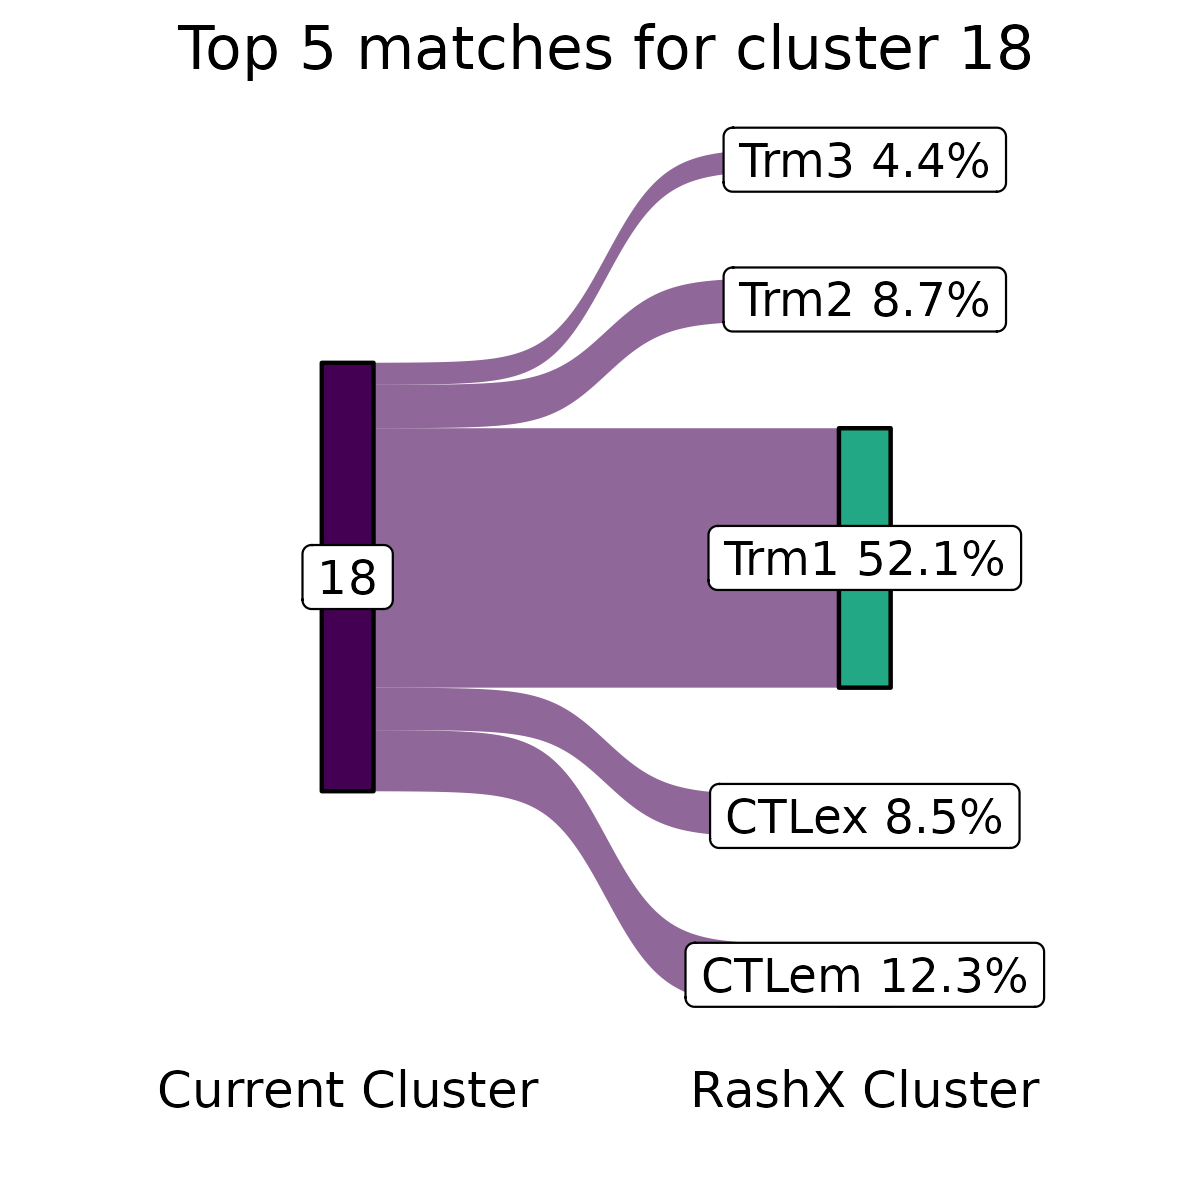 Top 5 matches for cluster 18
Trm3 4.4%
Trm2 8.7%
Trm1 52.1%
18
CTLex 8.5%
CTLem 12.3%
Current Cluster
RashX Cluster